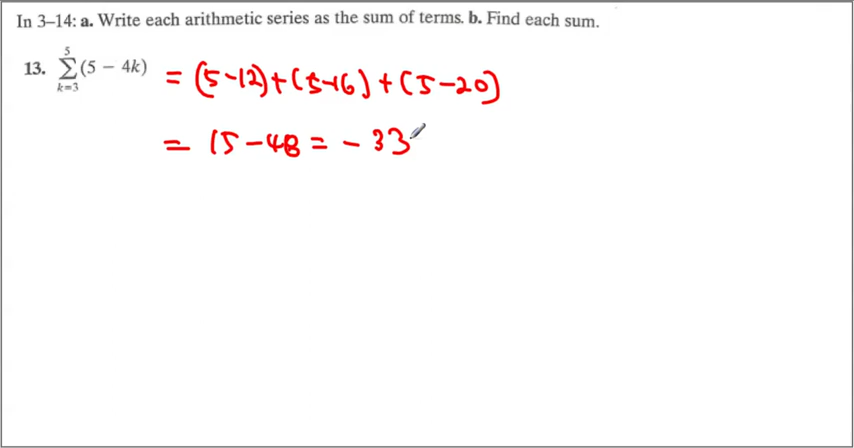 In 3–14: a. Write each arithmetic series as the sum of terms. b. Find each sum.
13. 5∑k=3 (5 − 4k) = (5-12)+(5-16)+(5-20)
= 15-48 = -33